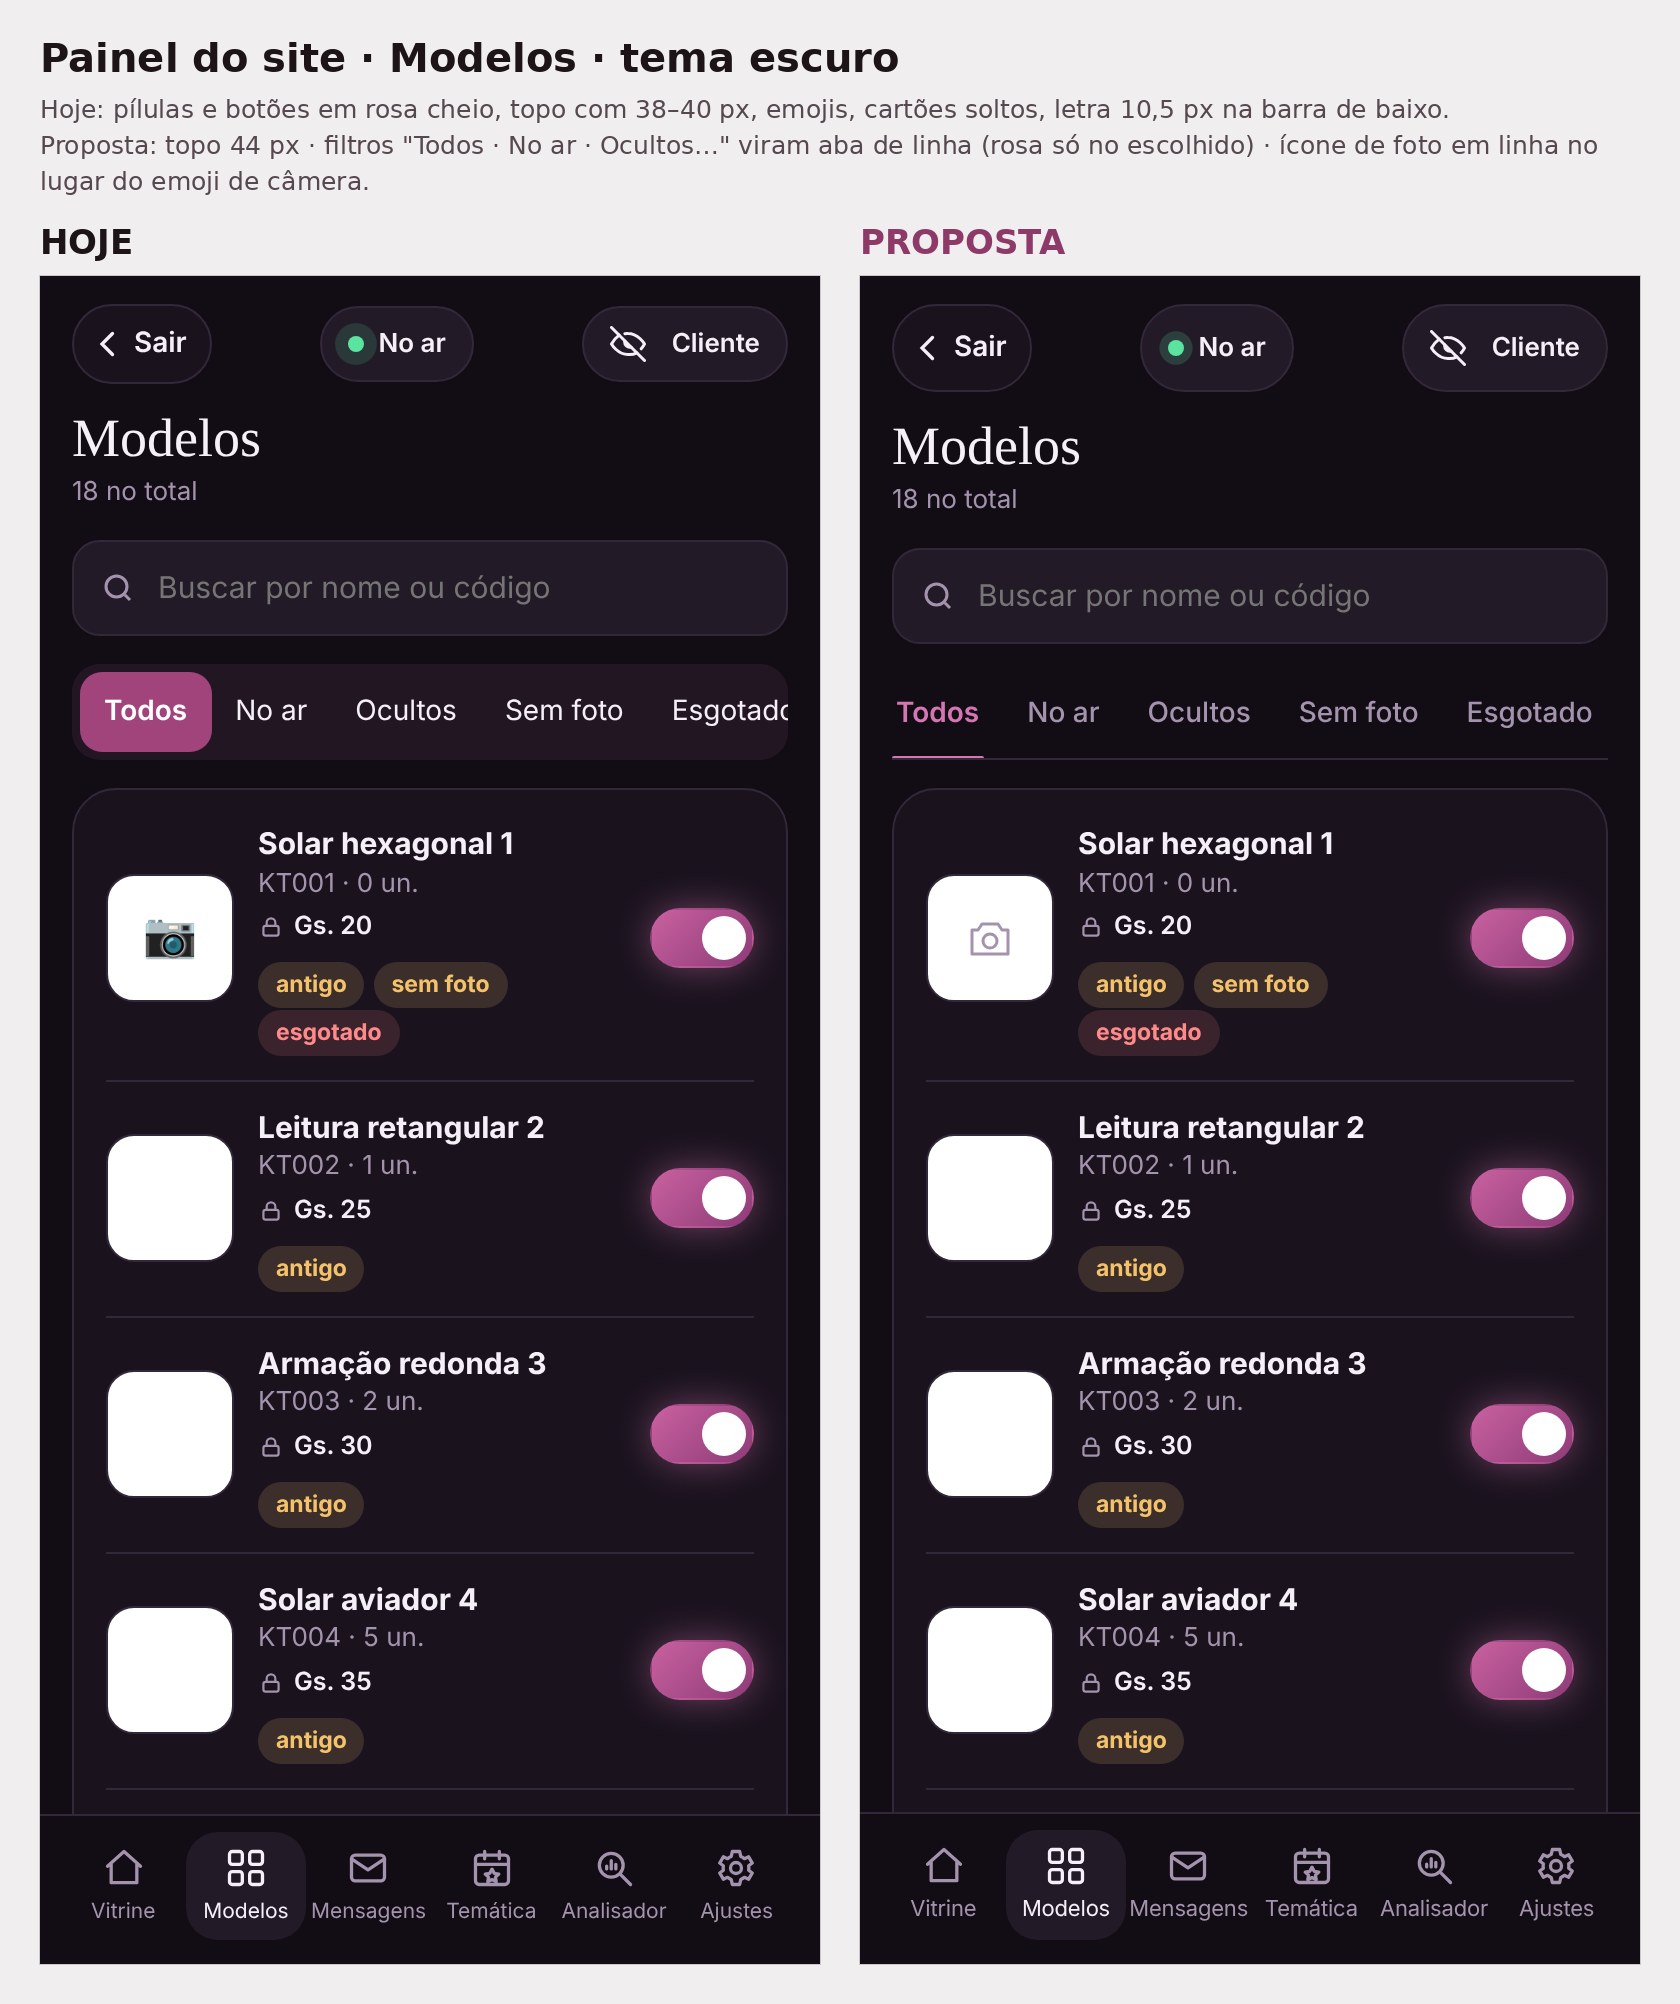 Painel do site · Modelos · tema escuro
Hoje: pílulas e botões em rosa cheio, topo com 38–40 px, emojis, cartões soltos, letra 10,5 px na barra de baixo.
Proposta: topo 44 px · filtros "Todos · No ar · Ocultos…" viram aba de linha (rosa só no escolhido) · ícone de foto em linha no
lugar do emoji de câmera.
HOJE
Sair No ar Cliente
Modelos
18 no total
Buscar por nome ou código
Todos No ar Ocultos Sem foto Esgotado
Solar hexagonal 1
KT001 · 0 un.
Gs. 20
antigo sem foto
esgotado
Leitura retangular 2
KT002 · 1 un.
Gs. 25
antigo
Armação redonda 3
KT003 · 2 un.
Gs. 30
antigo
Solar aviador 4
KT004 · 5 un.
Gs. 35
antigo
Vitrine Modelos Mensagens Temática Analisador Ajustes
PROPOSTA
Sair No ar Cliente
Modelos
18 no total
Buscar por nome ou código
Todos No ar Ocultos Sem foto Esgotado
Solar hexagonal 1
KT001 · 0 un.
Gs. 20
antigo sem foto
esgotado
Leitura retangular 2
KT002 · 1 un.
Gs. 25
antigo
Armação redonda 3
KT003 · 2 un.
Gs. 30
antigo
Solar aviador 4
KT004 · 5 un.
Gs. 35
antigo
Vitrine Modelos Mensagens Temática Analisador Ajustes